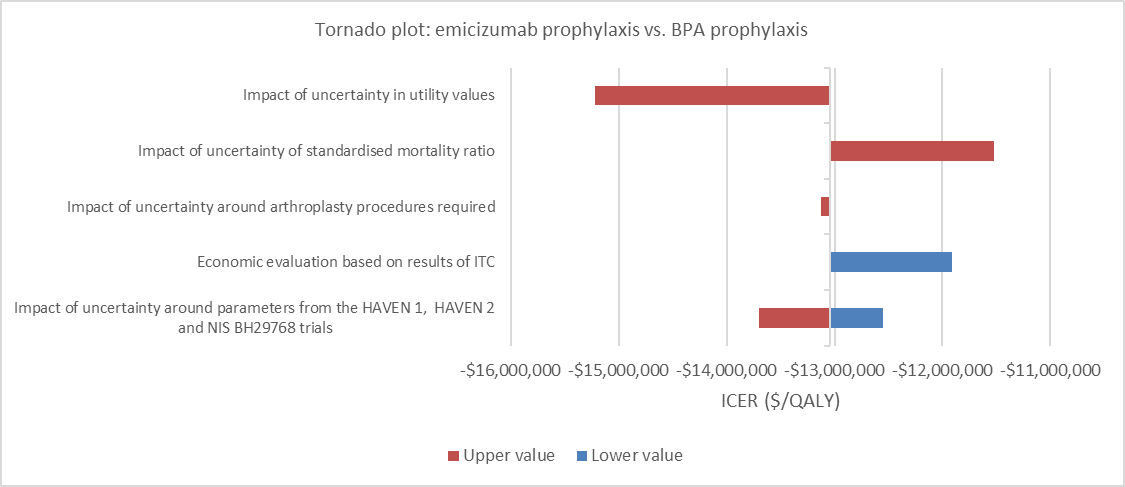 Tornado plot: emicizumab prophylaxis vs. BPA prophylaxis
Impact of uncertainty in utility values
Impact of uncertainty of standardised mortality ratio
Impact of uncertainty around arthroplasty procedures required
Economic evaluation based on results of ITC
Impact of uncertainty around parameters from the HAVEN 1, HAVEN 2
and NIS BH29768 trials
-$16,000,000 -$15,000,000 -$14,000,000 -$13,000,000 -$12,000,000 -$11,000,000
ICER ($/QALY)
Upper value Lower value